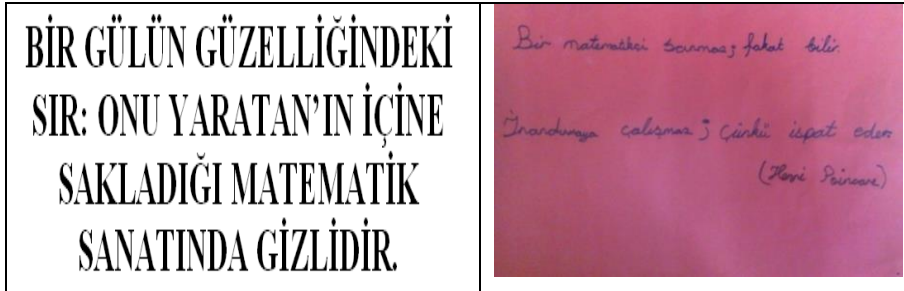 BİR GÜLÜN GÜZELLİĞİNDEKİ
SIR: ONU YARATAN’IN İÇİNE
SAKLADIĞI MATEMATİK
SANATINDA GİZLİDİR.
Bir matematikçi sanmaz; fakat bilir.
İnandırmaya çalışmaz; Çünkü ispat eder.
(Henri Poincare)